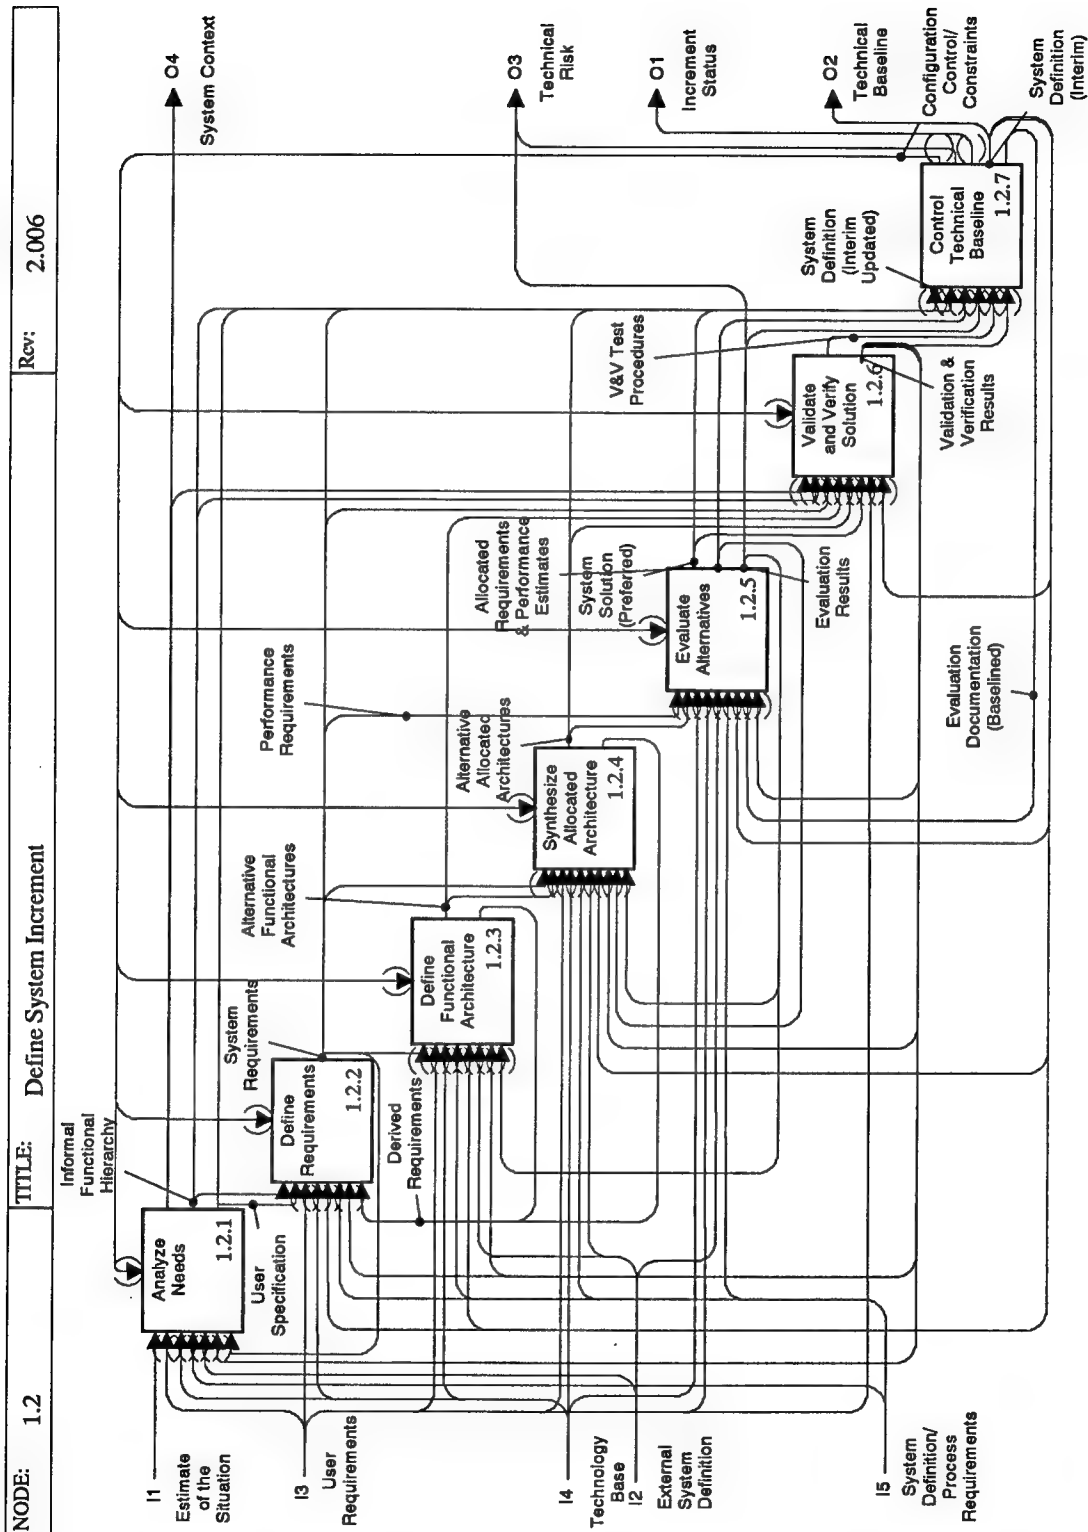 NODE: 1.2 TITLE: Define System Increment Rev: 2.006
I1
Estimate of the
Situation
I3
User
Requirements
I4
Technology
Base
I2
External
System
Definition
I5
System
Definition/
Process
Requirements
Analyze
Needs
1.2.1
Informal
Functional
Hierarchy
User
Specification
Define
Requirements
1.2.2
System
Requirements
Derived
Requirements
Define
Functional
Architecture
1.2.3
Alternative
Functional
Architectures
Performance
Requirements
Synthesize
Allocated
Architecture
1.2.4
Alternative
Allocated
Architectures
Evaluate
Alternatives
1.2.5
Allocated
Requirements
& Performance
Estimates
System
Solution
(Preferred)
Evaluation
Results
Evaluation
Documentation
(Baselined)
Validate
and Verify
Solution
1.2.6
V&V Test
Procedures
Validation &
Verification
Results
System
Definition
(Interim
Updated)
Control
Technical
Baseline
1.2.7
O4
System Context
O3
Technical
Risk
O1
Increment
Status
O2
Technical
Baseline
Configuration
Control/
Constraints
System
Definition
(Interim)